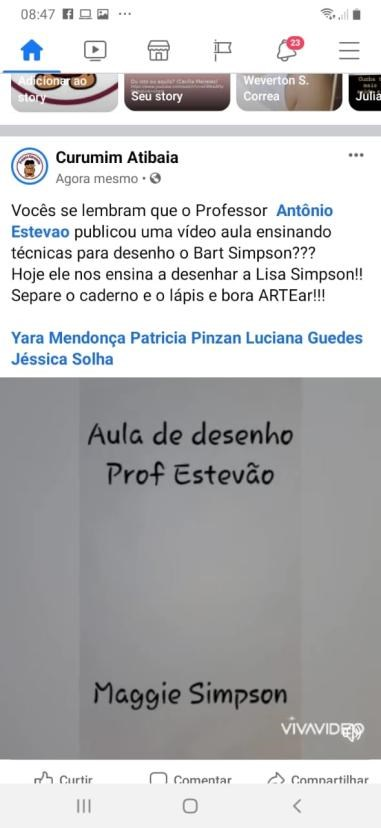 08:47
23
Adicionar ao
story
Seu story
Weverton S.
Correa
Juliã
Curumim Atibaia
Agora mesmo
Vocês se lembram que o Professor Antônio
Estevao publicou uma vídeo aula ensinando
técnicas para desenho o Bart Simpson???
Hoje ele nos ensina a desenhar a Lisa Simpson!!
Separe o caderno e o lápis e bora ARTEar!!!
Yara Mendonça Patricia Pinzan Luciana Guedes
Jéssica Solha
Aula de desenho
Prof Estevão
Maggie Simpson
VIVAVIDEO
Curtir
Comentar
Compartilhar